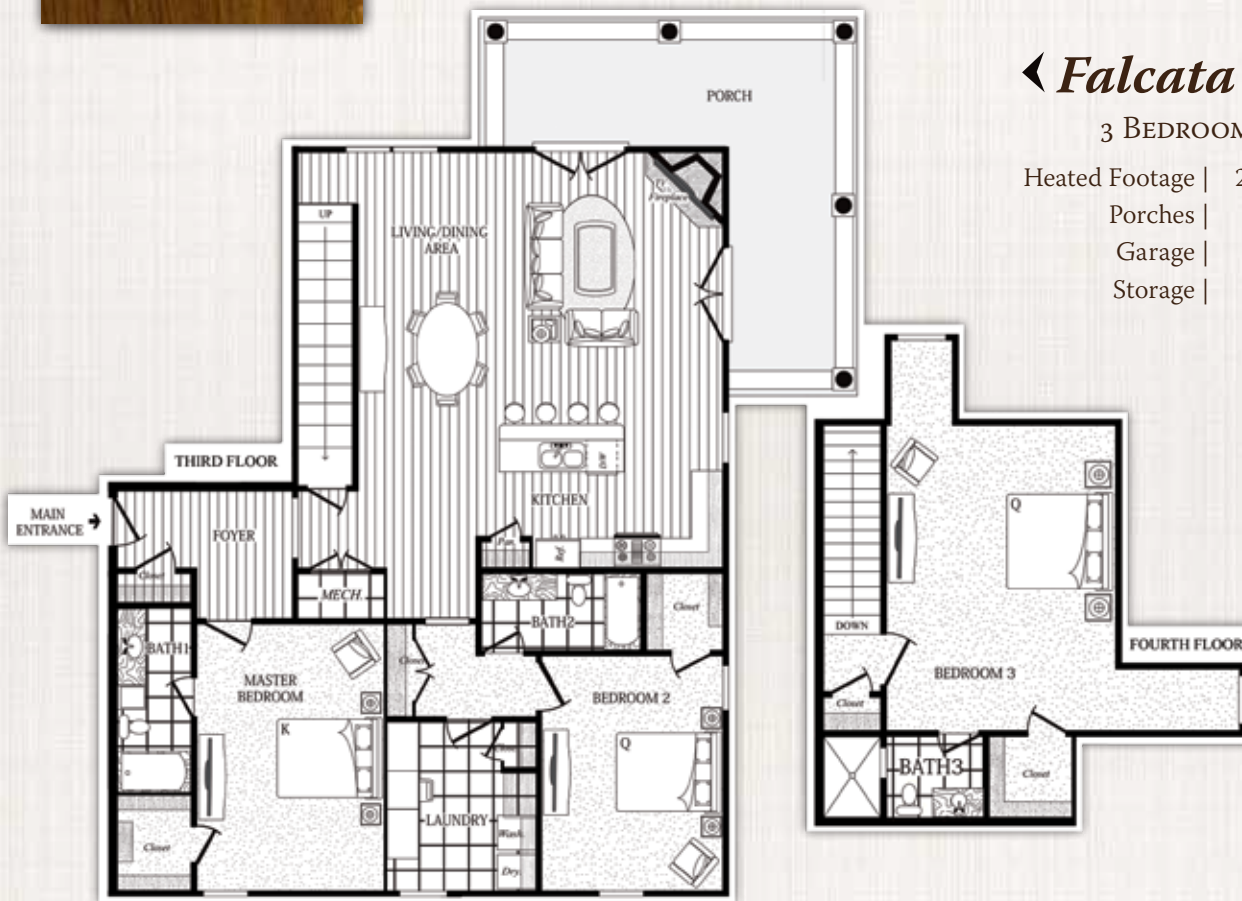 Falcata
3 BEDROOM
Heated Footage | 2
Porches |
Garage |
Storage |
PORCH
UP
LIVING/DINING
AREA
Fireplace
THIRD FLOOR
MAIN
ENTRANCE
FOYER
Closet
MECH.
KITCHEN
D/W
Pan.
Ref.
BATH1
MASTER
BEDROOM
K
Closet
Closet
BATH2
Closet
BEDROOM 2
Q
LAUNDRY
Wash.
Dry.
DOWN
Q
BEDROOM 3
FOURTH FLOOR
Closet
BATH3
Closet